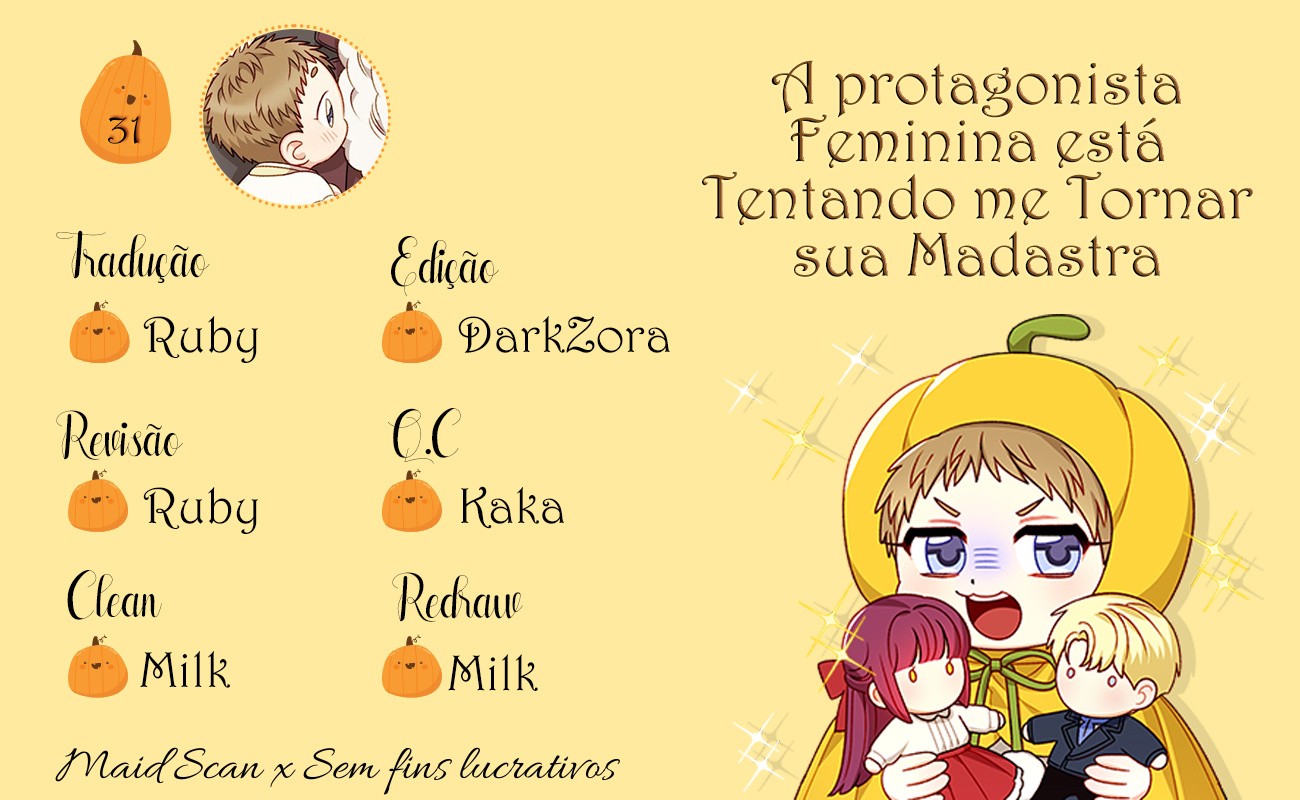 31
A protagonista
Feminina está
Tentando me Tornar
sua Madastra
Tradução
Ruby
Edição
DarkZora
Revisão
Ruby
Q.C
Kaka
Clean
Milk
Redraw
Milk
Maid Scan x Sem fins lucrativos